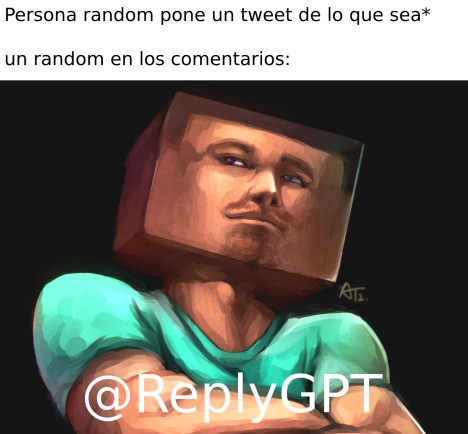 Persona random pone un tweet de lo que sea*
un random en los comentarios:
@ReplyGPT